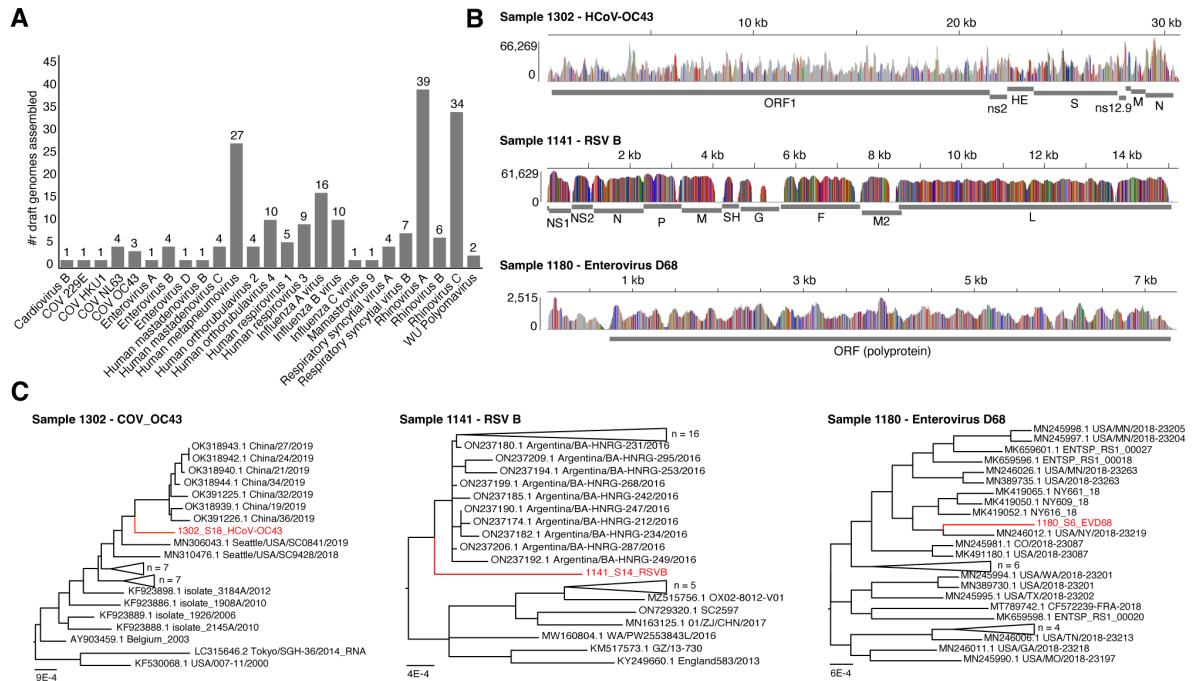 A
#r draft genomes assembled
45
40
35
30
25
20
15
10
5
0
1
1
1
4
3
1
4
1
1
4
27
4
10
5
9
16
10
1
1
4
7
39
6
34
2
Cardiovirus B
COV 229E
COV HKU1
COV NL63
COV OC43
Enterovirus A
Enterovirus B
Enterovirus D
Human mastadenovirus B
Human mastadenovirus C
Human metapneumovirus
Human orthorubulavirus 2
Human orthorubulavirus 4
Human respirovirus 1
Human respirovirus 3
Influenza A virus
Influenza B virus
Influenza C virus
Mamastrovirus 9
Respiratory syncytial virus A
Respiratory syncytial virus B
Rhinovirus A
Rhinovirus B
Rhinovirus C
WU Polyomavirus
B
Sample 1302 - HCoV-OC43
10 kb
20 kb
30 kb
66,269
0
ORF1
ns2
HE
S
ns12.9
M
N
Sample 1141 - RSV B
2 kb
4 kb
6 kb
8 kb
10 kb
12 kb
14 kb
61,629
0
NS1
NS2
N
P
M
SH
G
F
M2
L
Sample 1180 - Enterovirus D68
1 kb
3 kb
5 kb
7 kb
2,515
0
ORF (polyprotein)
C
Sample 1302 - COV_OC43
OK318943.1 China/27/2019
OK318942.1 China/24/2019
OK318940.1 China/21/2019
OK318944.1 China/34/2019
OK391225.1 China/32/2019
OK318939.1 China/19/2019
OK391226.1 China/36/2019
1302_S18_HCoV-OC43
MN306043.1 Seattle/USA/SC0841/2019
MN310476.1 Seattle/USA/SC9428/2018
n = 7
n = 7
KF923898.1 isolate_3184A/2012
KF923886.1 isolate_1908A/2010
KF923889.1 isolate_1926/2006
KF923888.1 isolate_2145A/2010
AY903459.1 Belgium_2003
LC315646.2 Tokyo/SGH-36/2014_RNA
KF530068.1 USA/007-11/2000
9E-4
Sample 1141 - RSV B
n = 16
ON237180.1 Argentina/BA-HNRG-231/2016
ON237209.1 Argentina/BA-HNRG-295/2016
ON237194.1 Argentina/BA-HNRG-253/2016
ON237199.1 Argentina/BA-HNRG-268/2016
ON237185.1 Argentina/BA-HNRG-242/2016
ON237190.1 Argentina/BA-HNRG-247/2016
ON237174.1 Argentina/BA-HNRG-212/2016
ON237182.1 Argentina/BA-HNRG-234/2016
ON237206.1 Argentina/BA-HNRG-287/2016
ON237192.1 Argentina/BA-HNRG-249/2016
1141_S14_RSVB
n = 5
MZ515756.1 OX02-8012-V01
ON729320.1 SC2597
MN163125.1 01/ZJ/CHN/2017
MW160804.1 WA/PW2553843L/2016
KM517573.1 GZ/13-730
KY249660.1 England583/2013
4E-4
Sample 1180 - Enterovirus D68
MN245998.1 USA/MN/2018-23205
MN245997.1 USA/MN/2018-23204
MK659601.1 ENTSP_RS1_00027
MK659596.1 ENTSP_RS1_00018
MN246026.1 USA/MN/2018-23263
MN389735.1 USA/2018-23263
MK419065.1 NY661_18
MK419050.1 NY609_18
MK419052.1 NY616_18
1180_S6_EVD68
MN246012.1 USA/NY/2018-23219
MN245981.1 CO/2018-23087
MK491180.1 USA/2018-23087
n = 6
MN245994.1 USA/WA/2018-23201
MN389730.1 USA/2018-23201
MN245995.1 USA/TX/2018-23202
MT789742.1 CF572239-FRA-2018
MK659598.1 ENTSP_RS1_00020
n = 4
MN246006.1 USA/TN/2018-23213
MN246011.1 USA/GA/2018-23218
MN245990.1 USA/MO/2018-23197
6E-4